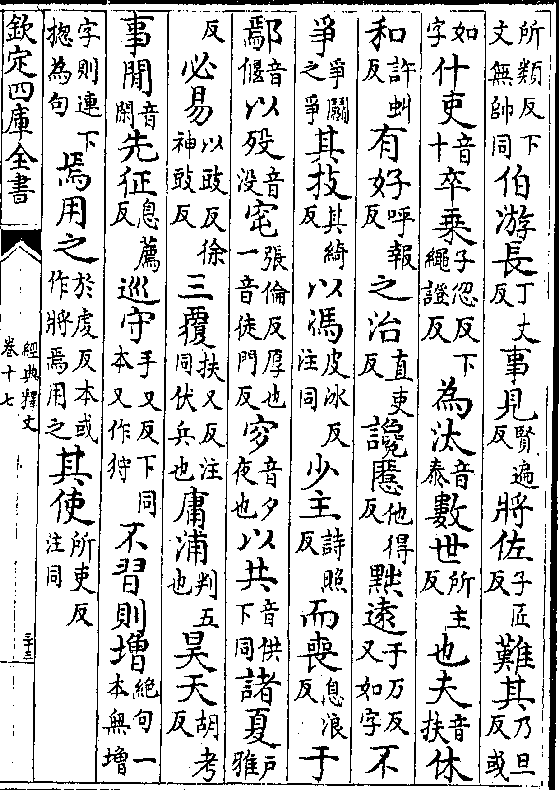 所類反下文無帥同伯游長丁丈反事見賢遍反將佐子匠反難其乃旦反或
如字什吏音十卒乘子忽反下繩證反為汰音泰數世所主反也夫音扶休
和許虯反有好呼報反之治直吏反讒慝他得反黜遠于万反又如字不
爭爭鬭之爭其技其綺反以馮皮冰反注同少主詩照反而喪息浪反于
鄢音偃以歿音没窀張倫反厚也一音徒門反穸音夕夜也以共音供下同諸夏戶雅
反必易以豉反徐神豉反三覆扶又反注同伏兵也庸浦判五也昊天胡考反
事閒音閑先征息薦反巡守手又反下同本又作狩不習則增絶句一本無增
字則連下揔為句焉用之於虔反本或作將焉用之其使所吏反注同
欽定四庫全書
經典釋文
卷十七
二十三